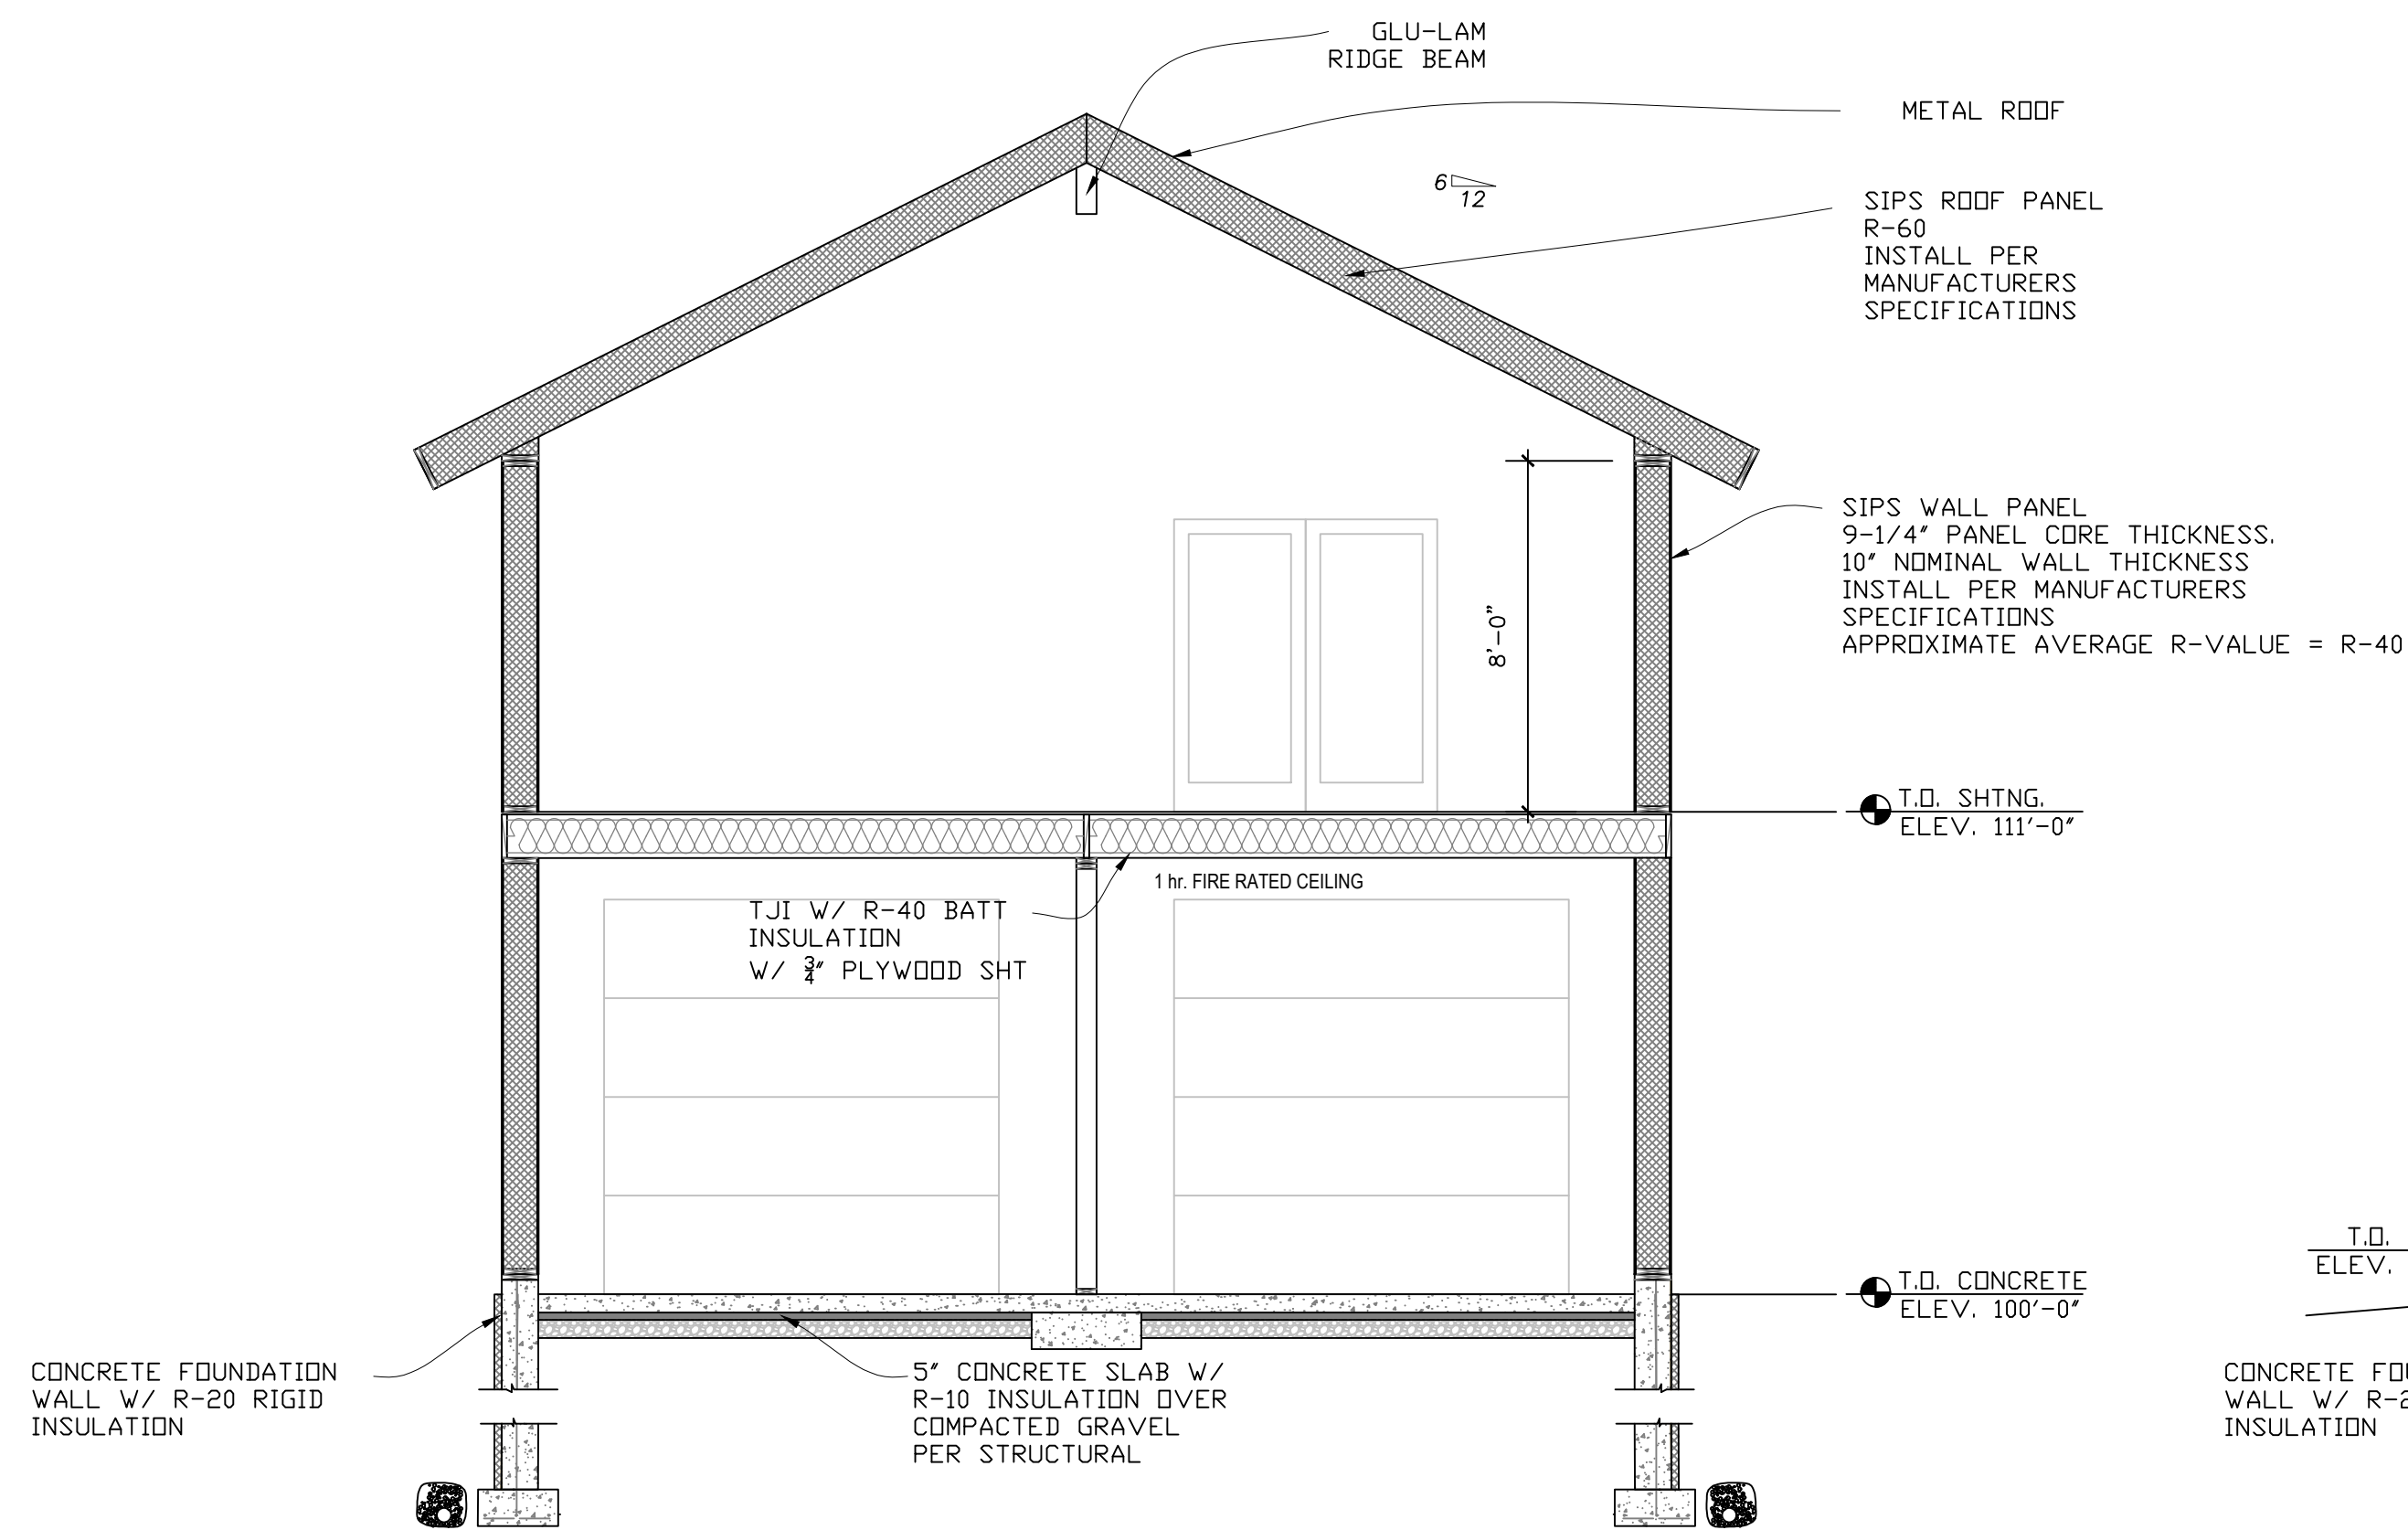 GLU-LAM
RIDGE BEAM
METAL ROOF
6
12
SIPS ROOF PANEL
R-60
INSTALL PER
MANUFACTURERS
SPECIFICATIONS
SIPS WALL PANEL
9-1/4" PANEL CORE THICKNESS.
10" NOMINAL WALL THICKNESS
INSTALL PER MANUFACTURERS
SPECIFICATIONS
APPROXIMATE AVERAGE R-VALUE = R-40
8'-0"
T.O. SHTNG.
ELEV. 111'-0"
1 hr. FIRE RATED CEILING
TJI W/ R-40 BATT
INSULATION
W/ ¾" PLYWOOD SHT
T.O. CONCRETE
ELEV. 100'-0"
T.O.
ELEV.
CONCRETE FOUNDATION
WALL W/ R-20 RIGID
INSULATION
5" CONCRETE SLAB W/
R-10 INSULATION OVER
COMPACTED GRAVEL
PER STRUCTURAL
CONCRETE
WALL W/
INSULATION